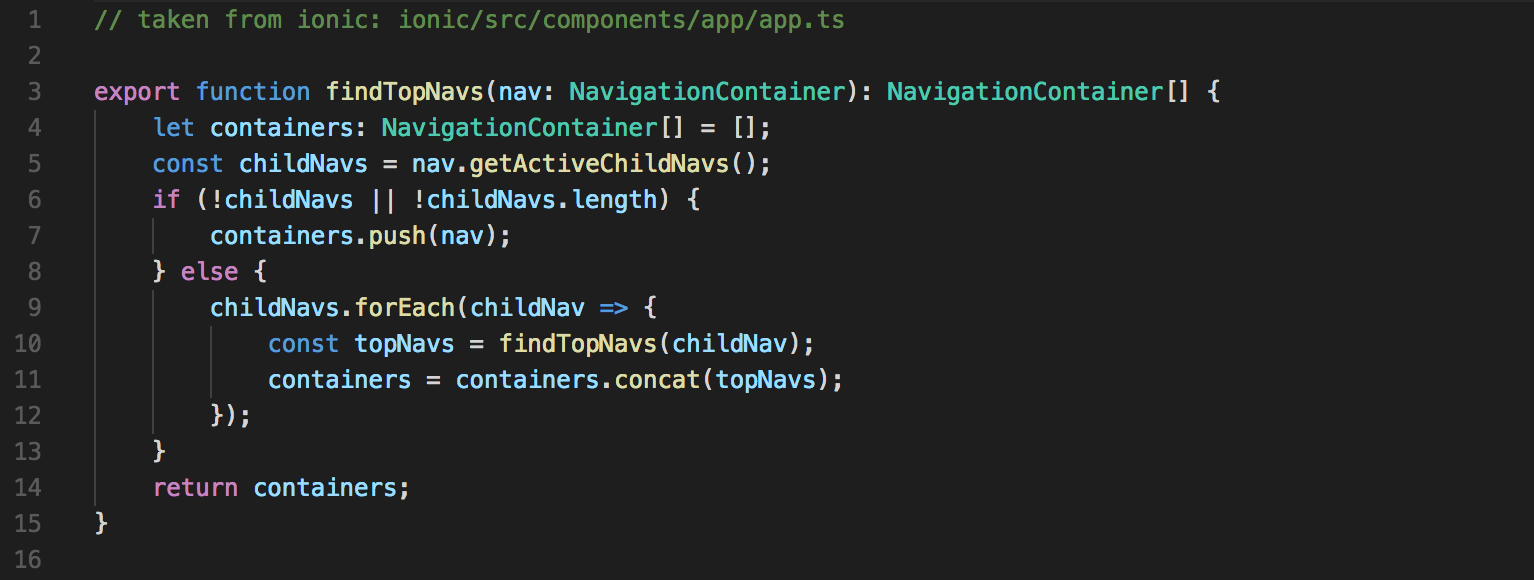 1 // taken from ionic: ionic/src/components/app/app.ts
2
3 export function findTopNavs(nav: NavigationContainer): NavigationContainer[] {
4     let containers: NavigationContainer[] = [];
5     const childNavs = nav.getActiveChildNavs();
6     if (!childNavs || !childNavs.length) {
7         containers.push(nav);
8     } else {
9         childNavs.forEach(childNav => {
10             const topNavs = findTopNavs(childNav);
11             containers = containers.concat(topNavs);
12         });
13     }
14     return containers;
15 }
16